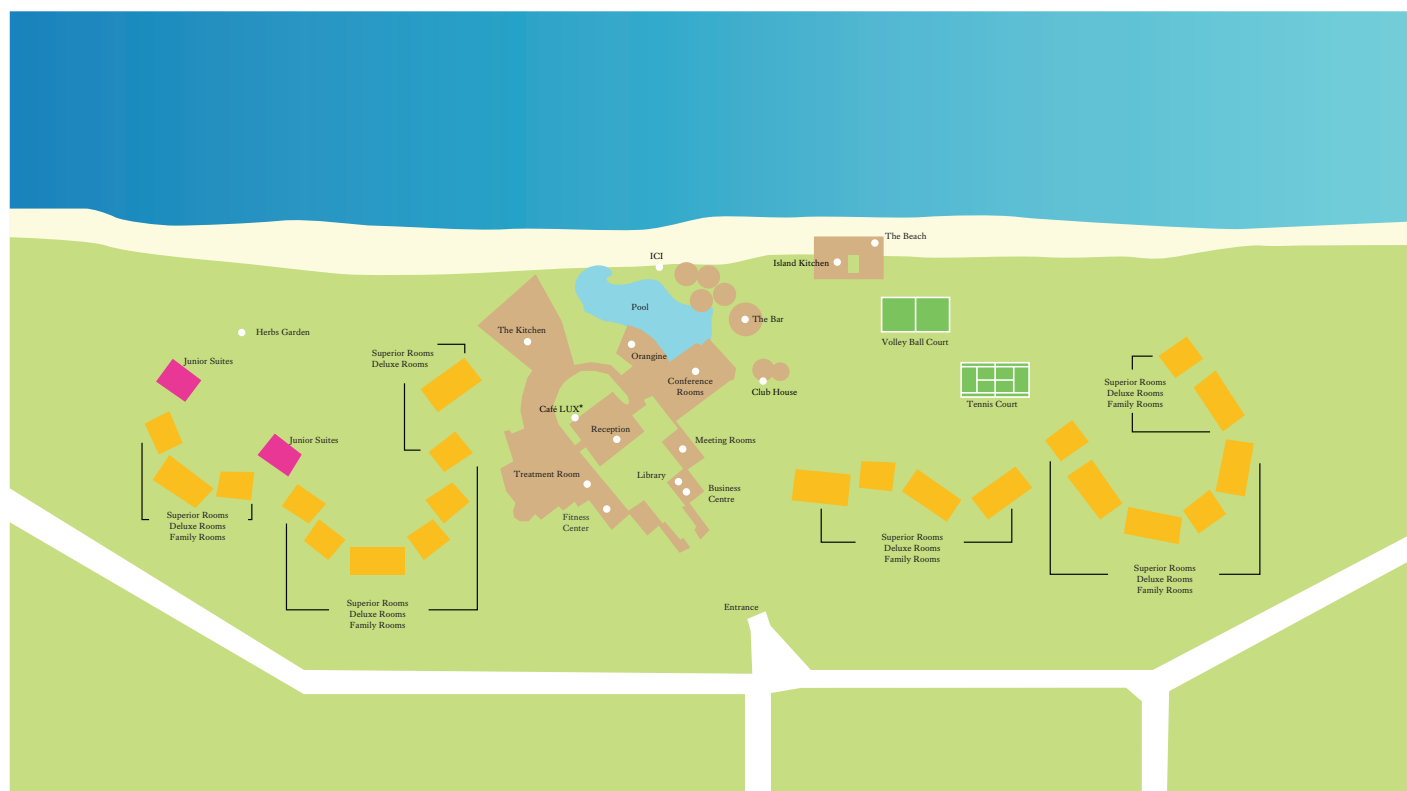 The Beach
ICI
Island Kitchen
Pool
The Bar
The Kitchen
Herbs Garden
Volley Ball Court
Superior Rooms
Deluxe Rooms
Orangine
Junior Suites
Conference
Rooms
Club House
Superior Rooms
Deluxe Rooms
Family Rooms
Tennis Court
Café LUX*
Reception
Junior Suites
Meeting Rooms
Treatment Room
Library
Business
Centre
Fitness
Center
Superior Rooms
Deluxe Rooms
Family Rooms
Superior Rooms
Deluxe Rooms
Family Rooms
Superior Rooms
Deluxe Rooms
Family Rooms
Superior Rooms
Deluxe Rooms
Family Rooms
Entrance